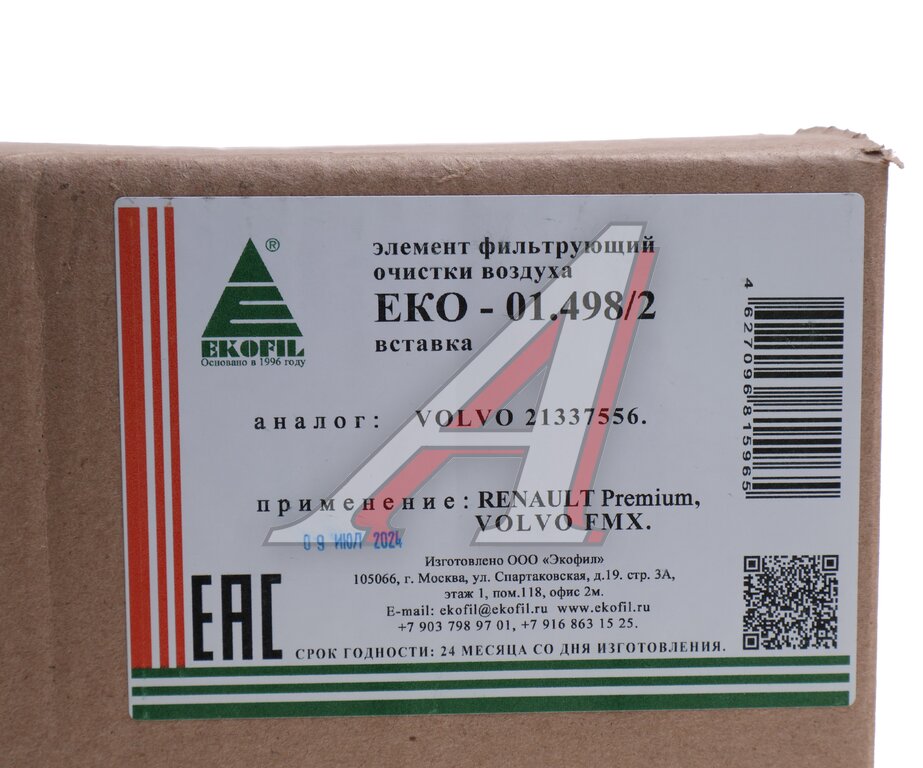 ®
EKOFIL
Основано в 1996 году
элемент фильтрующий
очистки воздуха
ЕКО - 01.498/2
вставка
аналог: VOLVO 21337556.
применение: RENAULT Premium,
VOLVO FMX.
09 ИЮЛ 2024
Изготовлено ООО «Экофил»
105066, г. Москва, ул. Спартаковская, д.19. стр. 3А,
этаж 1, пом.118, офис 2м.
E-mail: ekofil@ekofil.ru www.ekofil.ru
+7 903 798 97 01, +7 916 863 15 25.
СРОК ГОДНОСТИ: 24 МЕСЯЦА СО ДНЯ ИЗГОТОВЛЕНИЯ.
EAC
4 627096 815965